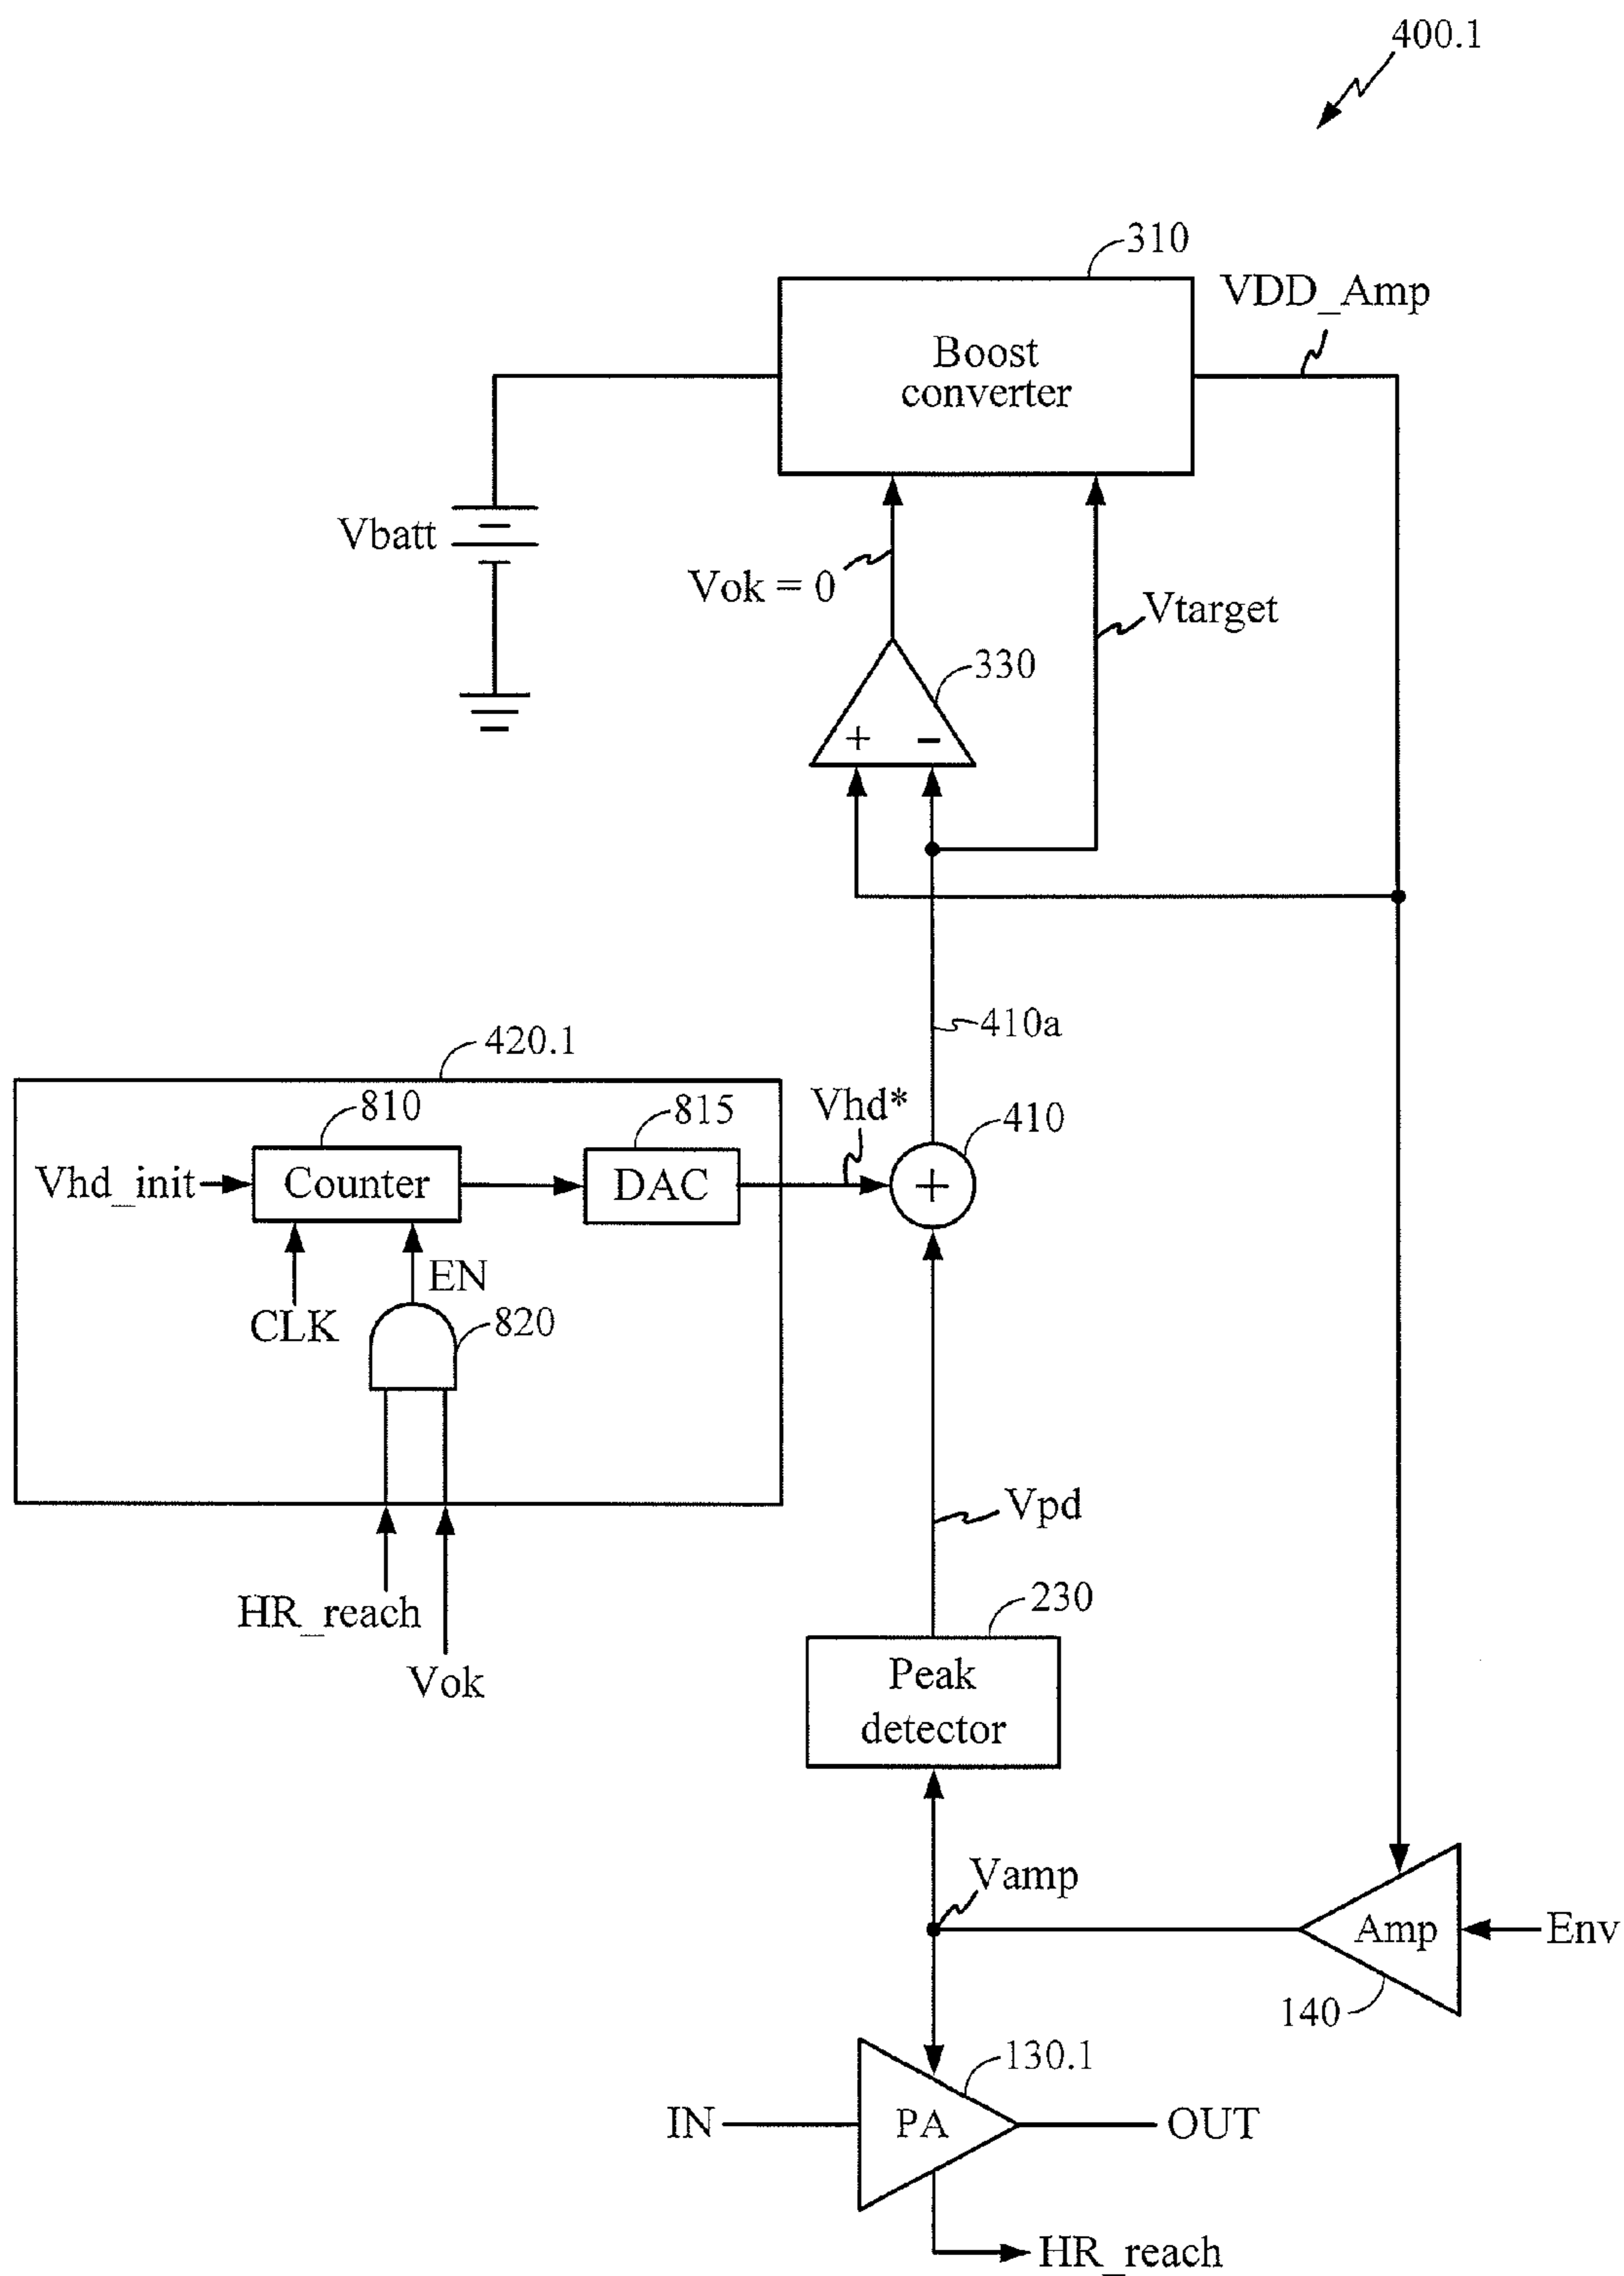 400.1
310
VDD_Amp
Boost
converter
Vbatt
Vok = 0
Vtarget
330
+
−
410a
420.1
810
815
Vhd*
410
Vhd_init
Counter
DAC
+
EN
CLK
820
Vpd
HR_reach
Vok
230
Peak
detector
Vamp
Amp
Env
140
130.1
IN
PA
OUT
HR_reach